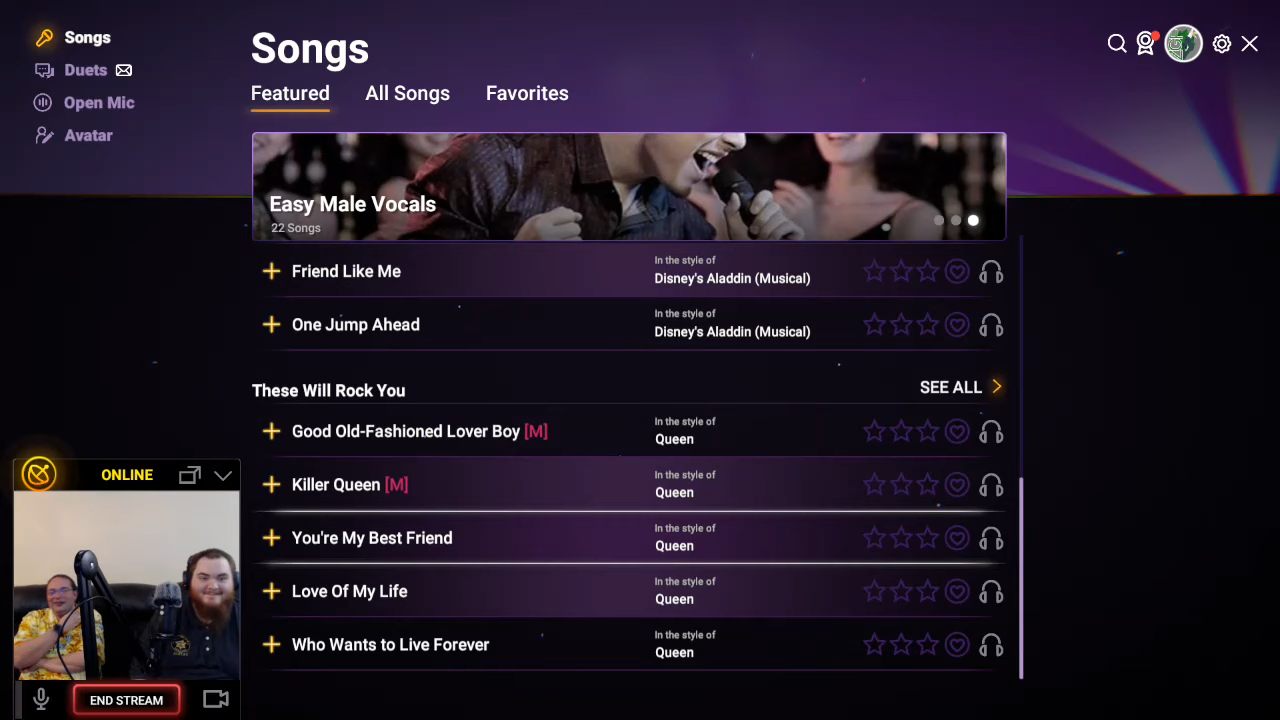 Songs
Duets
Open Mic
Avatar
Songs
Featured
All Songs
Favorites
Easy Male Vocals
22 Songs
Friend Like Me
In the style of
Disney's Aladdin (Musical)
One Jump Ahead
In the style of
Disney's Aladdin (Musical)
These Will Rock You
SEE ALL
Good Old-Fashioned Lover Boy [M]
In the style of
Queen
Killer Queen [M]
In the style of
Queen
You're My Best Friend
In the style of
Queen
Love Of My Life
In the style of
Queen
Who Wants to Live Forever
In the style of
Queen
ONLINE
END STREAM